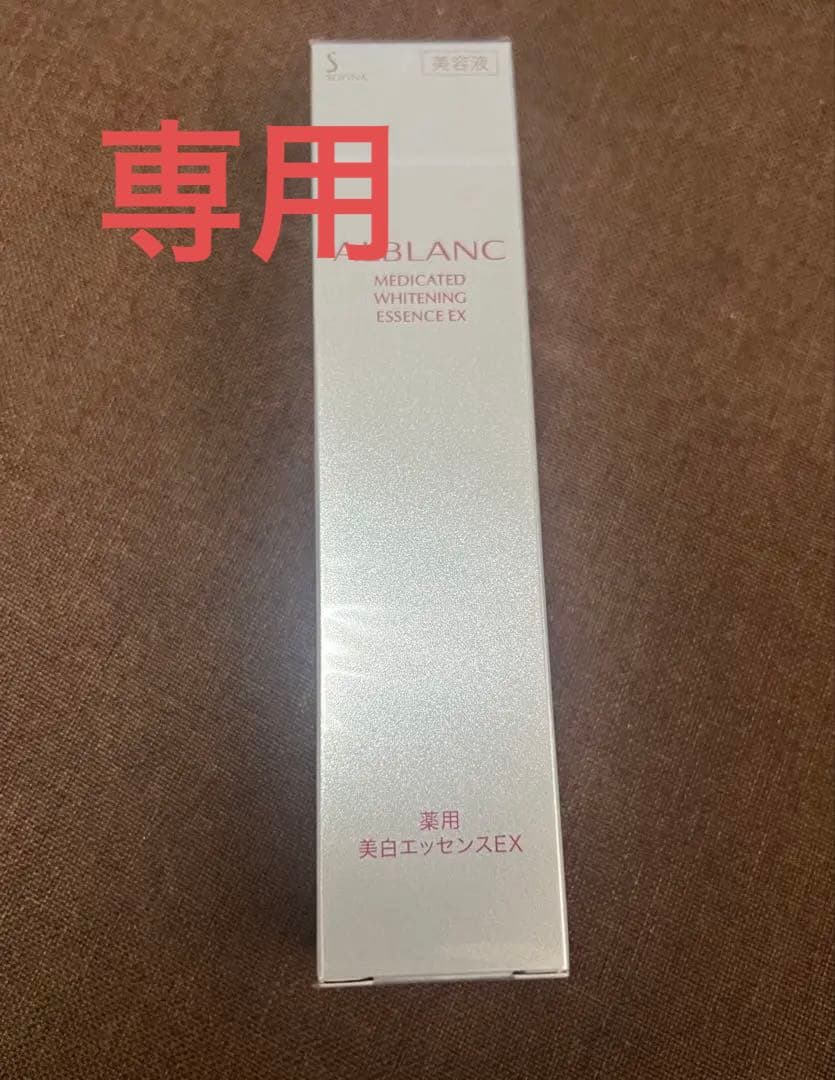 S
SOFINA
美容液
専用
ALBLANC
MEDICATED
WHITENING
ESSENCE EX
薬用
美白エッセンスEX